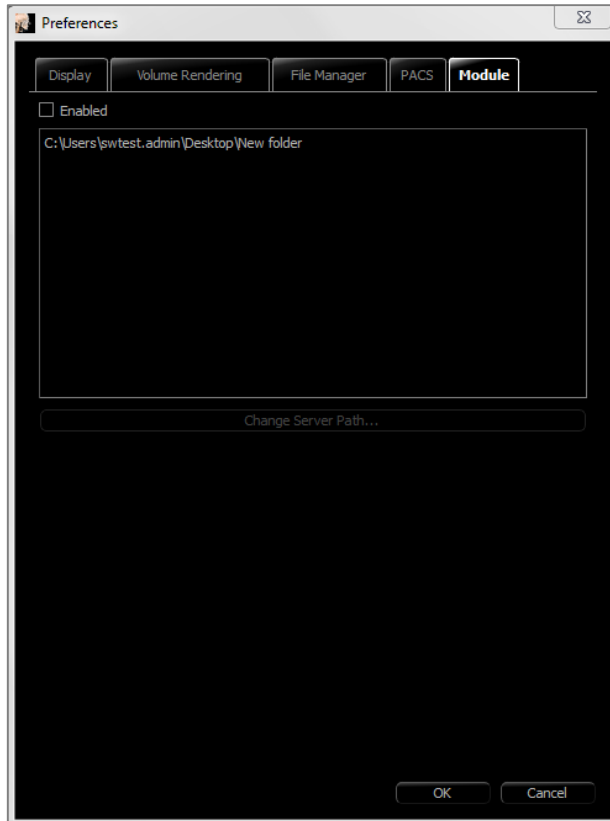 Preferences
Display Volume Rendering File Manager PACS Module
Enabled
C:\Users\swtest.admin\Desktop\New folder
Change Server Path...
OK Cancel